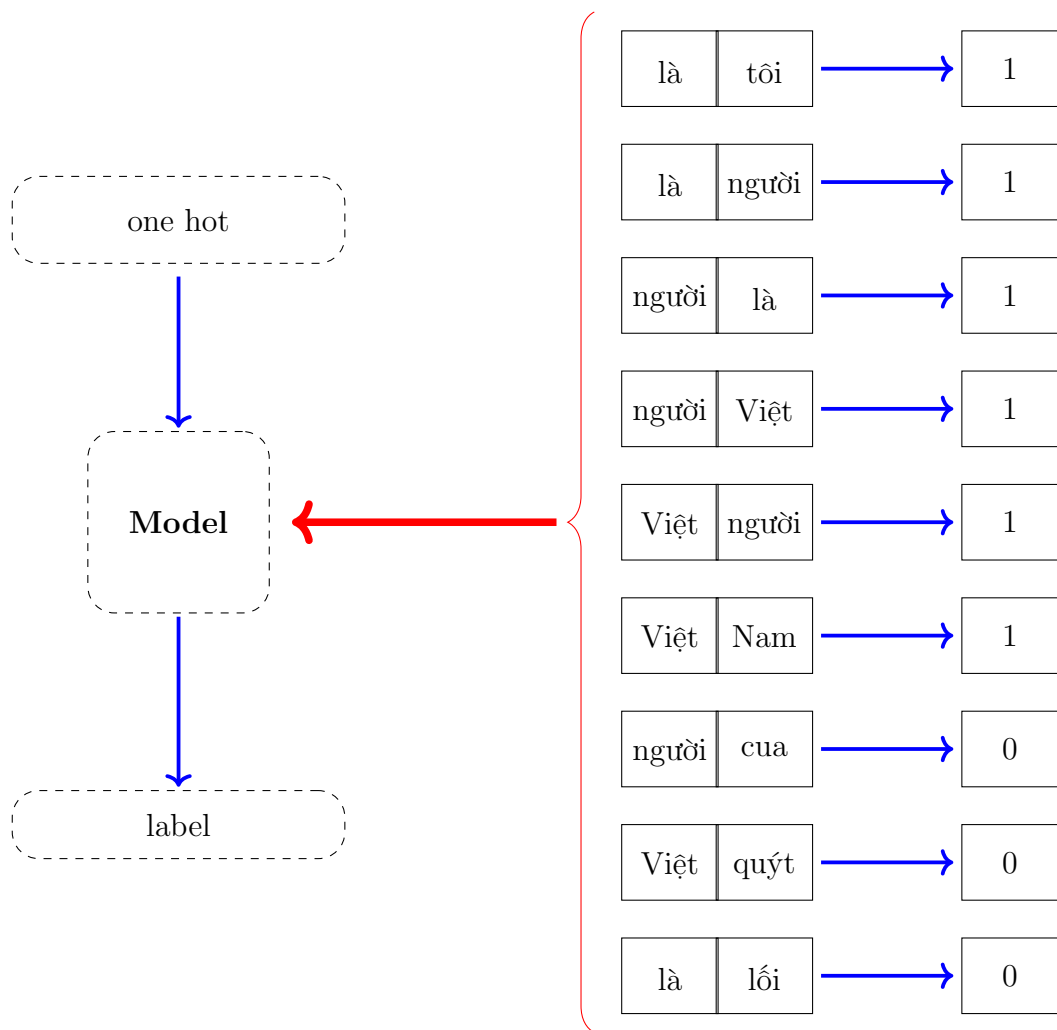 one hot
Model
label
là tôi 1
là người 1
người là 1
người Việt 1
Việt người 1
Việt Nam 1
người cua 0
Việt quýt 0
là lối 0